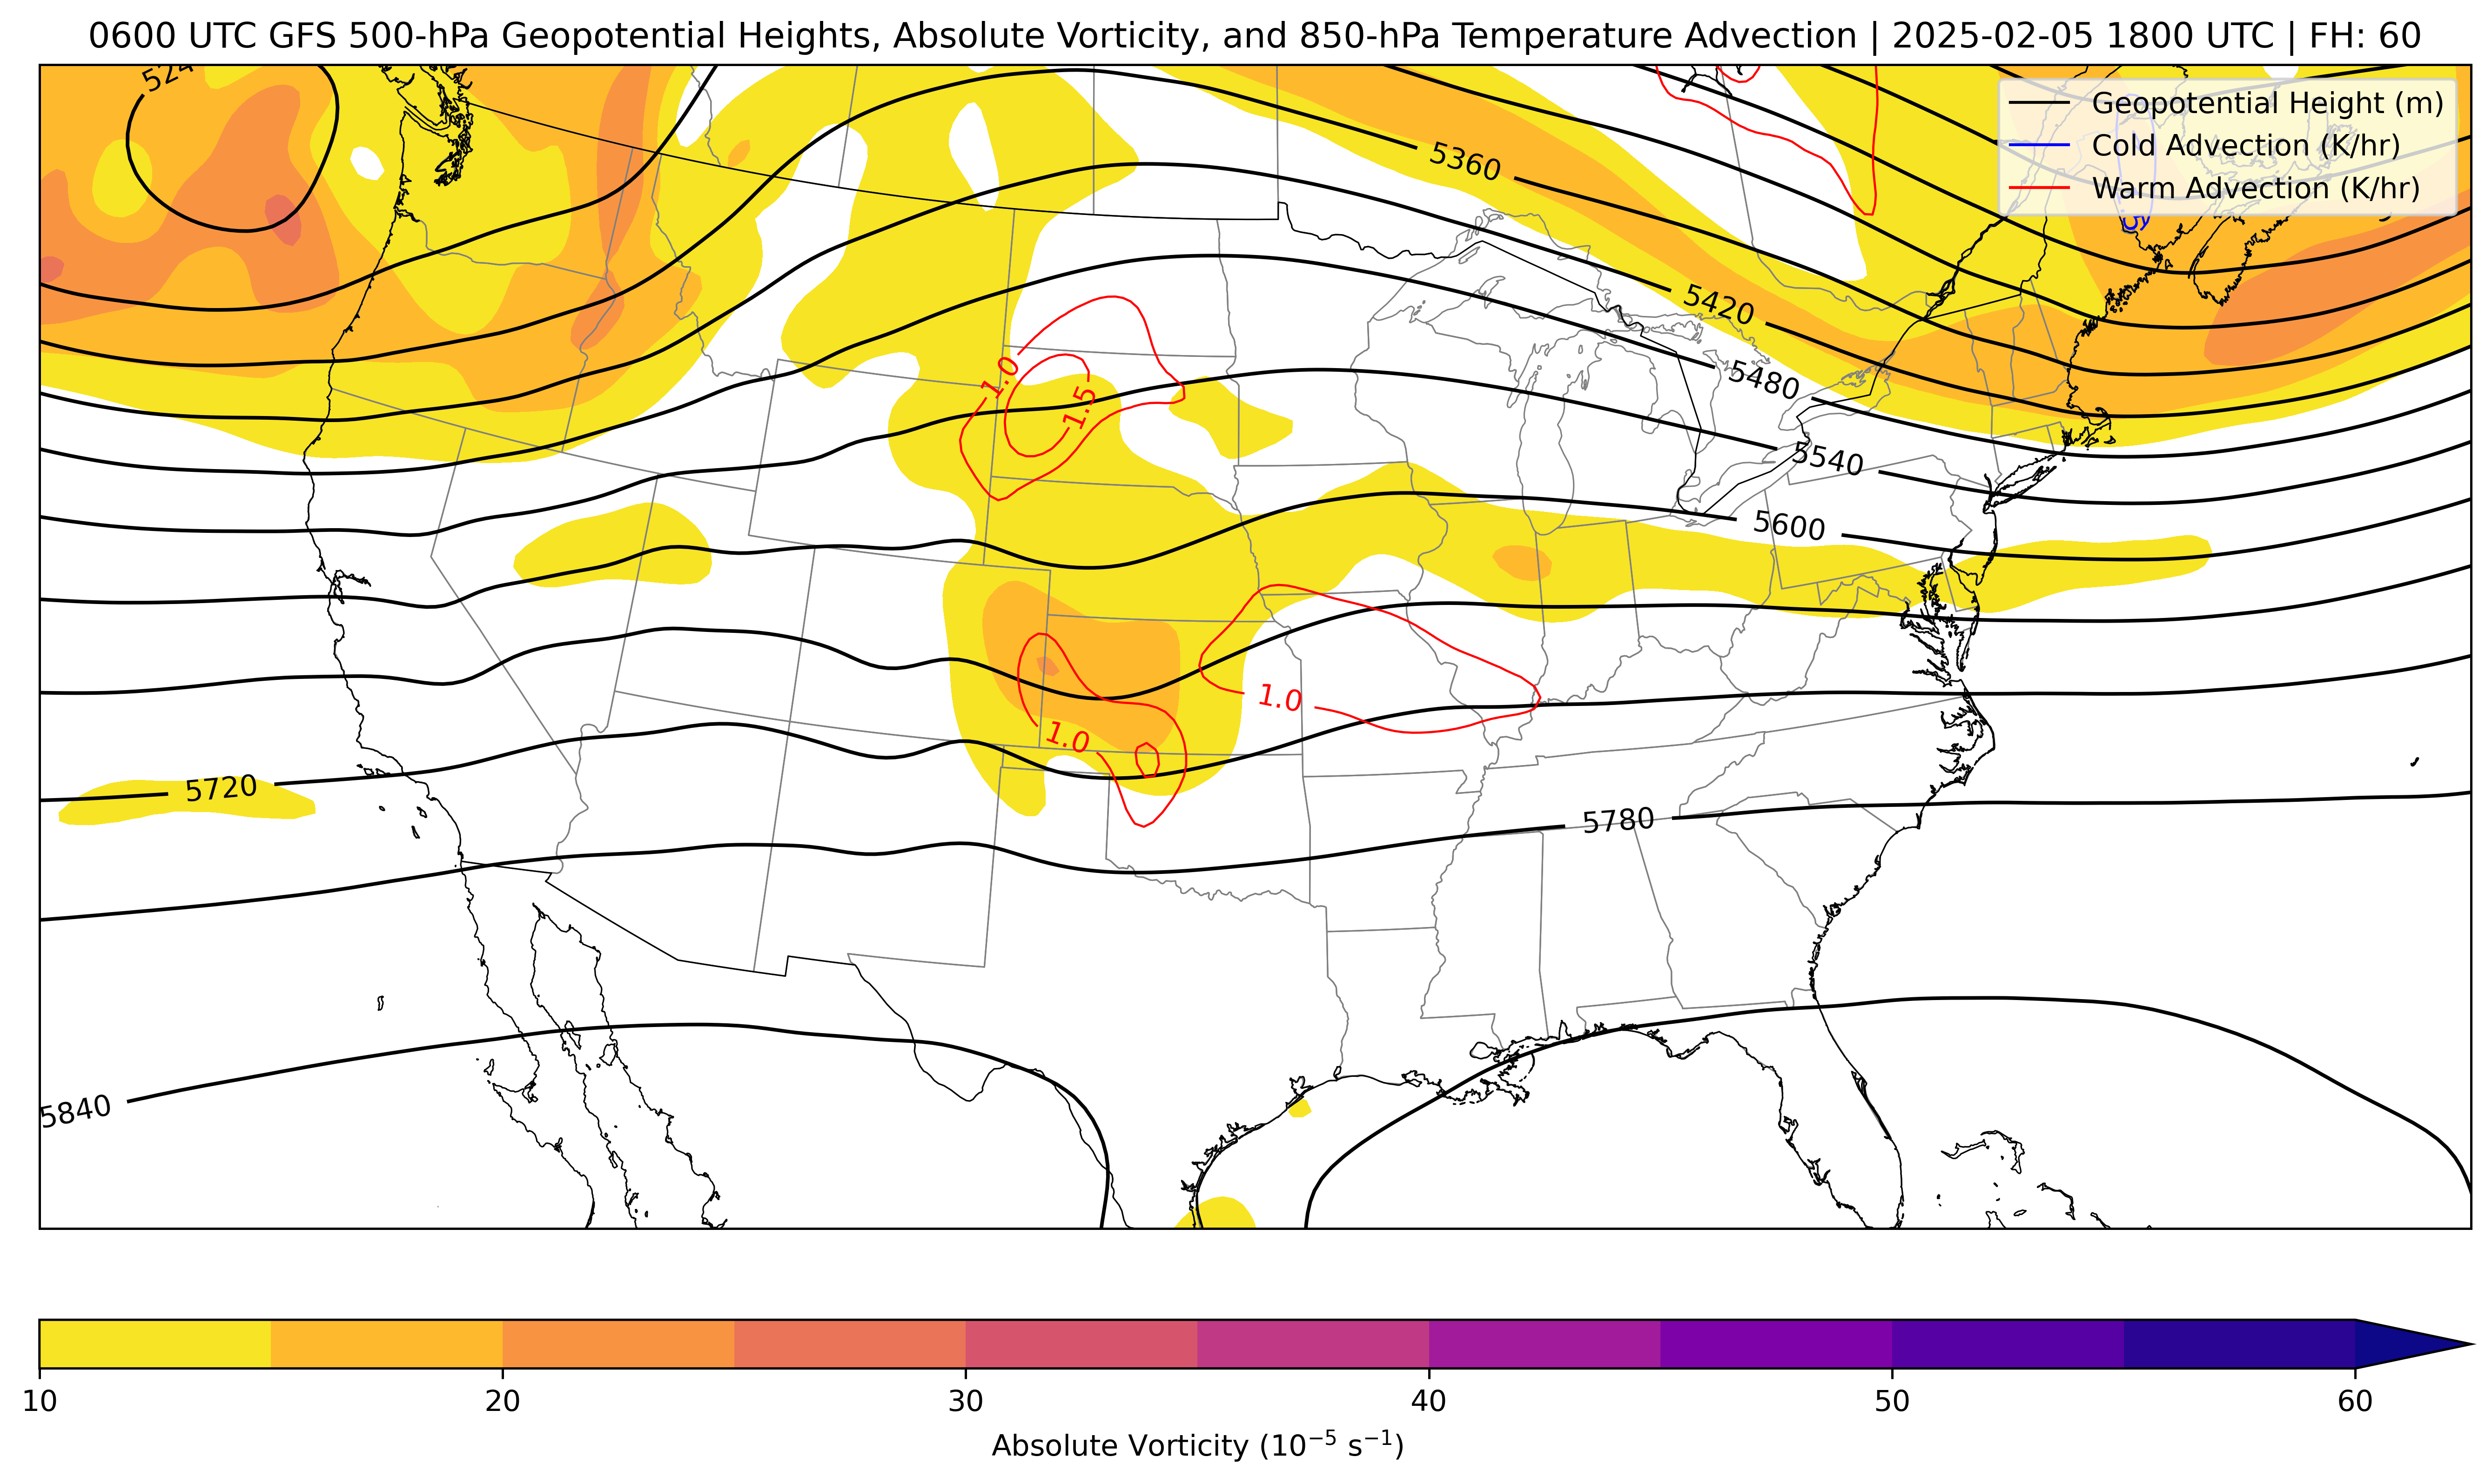 0600 UTC GFS 500-hPa Geopotential Heights, Absolute Vorticity, and 850-hPa Temperature Advection | 2025-02-05 1800 UTC | FH: 60
Geopotential Height (m)
Cold Advection (K/hr)
Warm Advection (K/hr)
5360
5420
5480
1.0
1.5
5540
5600
1.0
1.0
5720
5780
5840
10 20 30 40 50 60
Absolute Vorticity (10⁻⁵ s⁻¹)